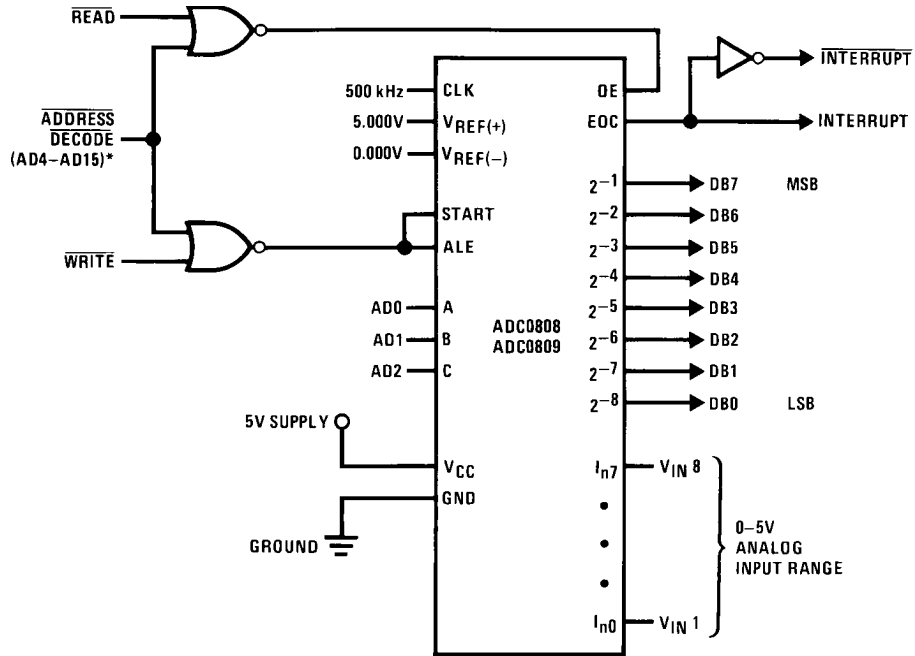 READ
ADDRESS
DECODE
(AD4–AD15)*
WRITE
500 kHz
CLK
5.000V
VREF(+)
0.000V
VREF(−)
START
ALE
AD0
A
AD1
B
AD2
C
5V SUPPLY
VCC
GND
GROUND
ADC0808
ADC0809
OE
EOC
INTERRUPT
INTERRUPT
2-1
DB7
MSB
2-2
DB6
2-3
DB5
2-4
DB4
2-5
DB3
2-6
DB2
2-7
DB1
2-8
DB0
LSB
In7
VIN 8
0–5V
ANALOG
INPUT RANGE
In0
VIN 1